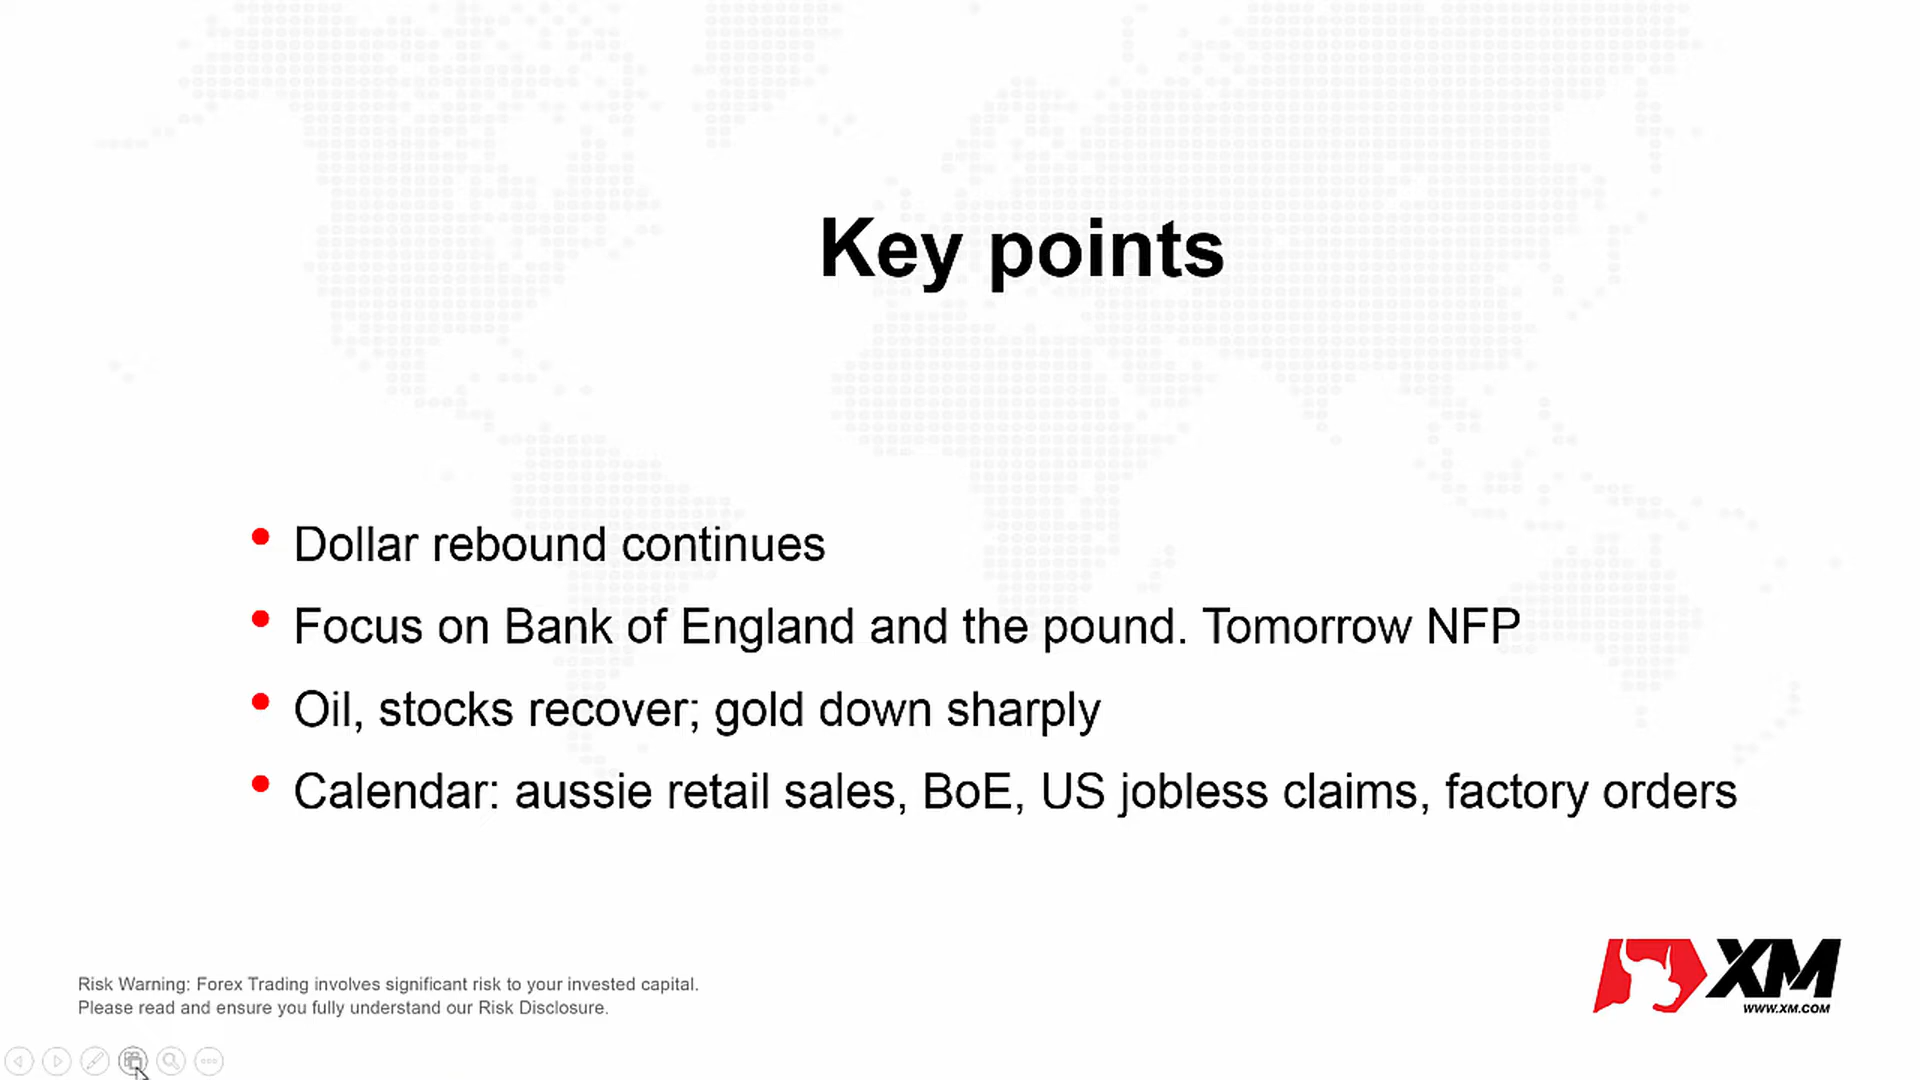 Key points
• Dollar rebound continues
• Focus on Bank of England and the pound. Tomorrow NFP
• Oil, stocks recover; gold down sharply
• Calendar: aussie retail sales, BoE, US jobless claims, factory orders
Risk Warning: Forex Trading involves significant risk to your invested capital.
Please read and ensure you fully understand our Risk Disclosure.
XM
WWW.XM.COM